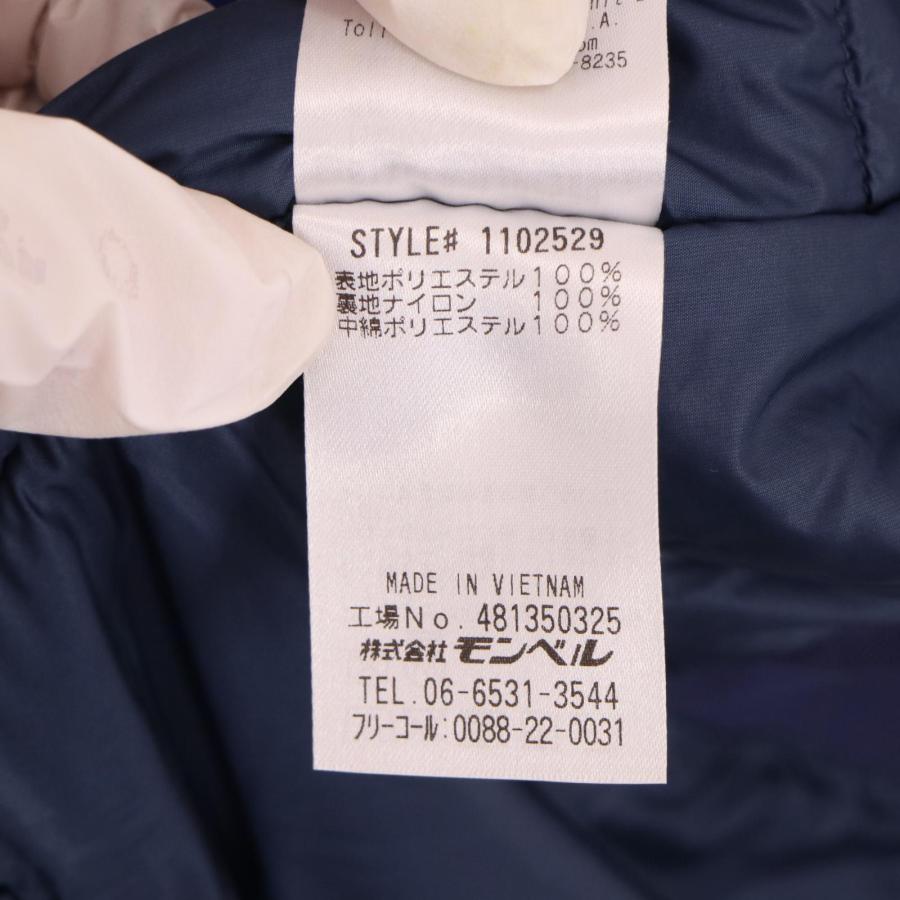 .A.
Toll
om
-8235
STYLE# 1102529
表地ポリエステル100%
裏地ナイロン 100%
中綿ポリエステル100%
MADE IN VIETNAM
工場No. 481350325
株式会社 モンベル
TEL. 06-6531-3544
フリーコール:0088-22-0031